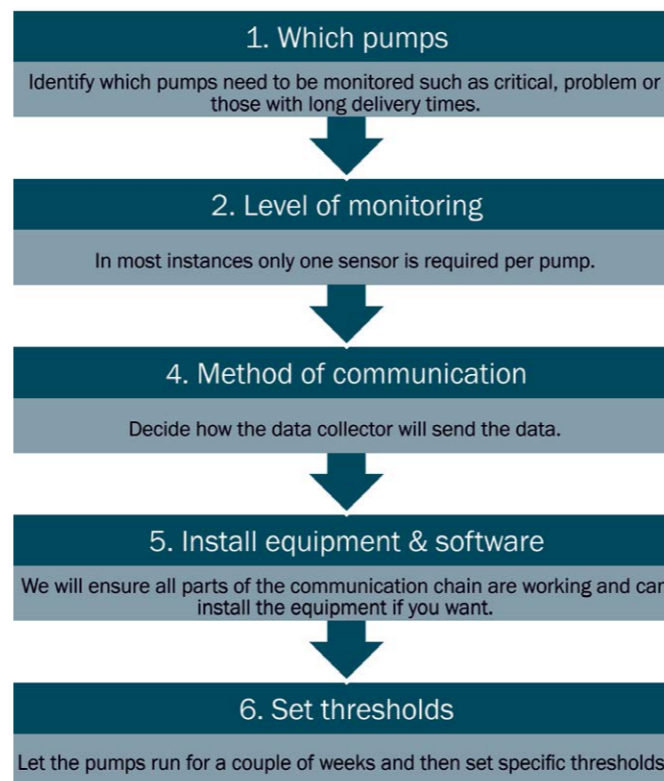 1. Which pumps
Identify which pumps need to be monitored such as critical, problem or
those with long delivery times.
2. Level of monitoring
In most instances only one sensor is required per pump.
4. Method of communication
Decide how the data collector will send the data.
5. Install equipment & software
We will ensure all parts of the communication chain are working and can
install the equipment if you want.
6. Set thresholds
Let the pumps run for a couple of weeks and then set specific thresholds